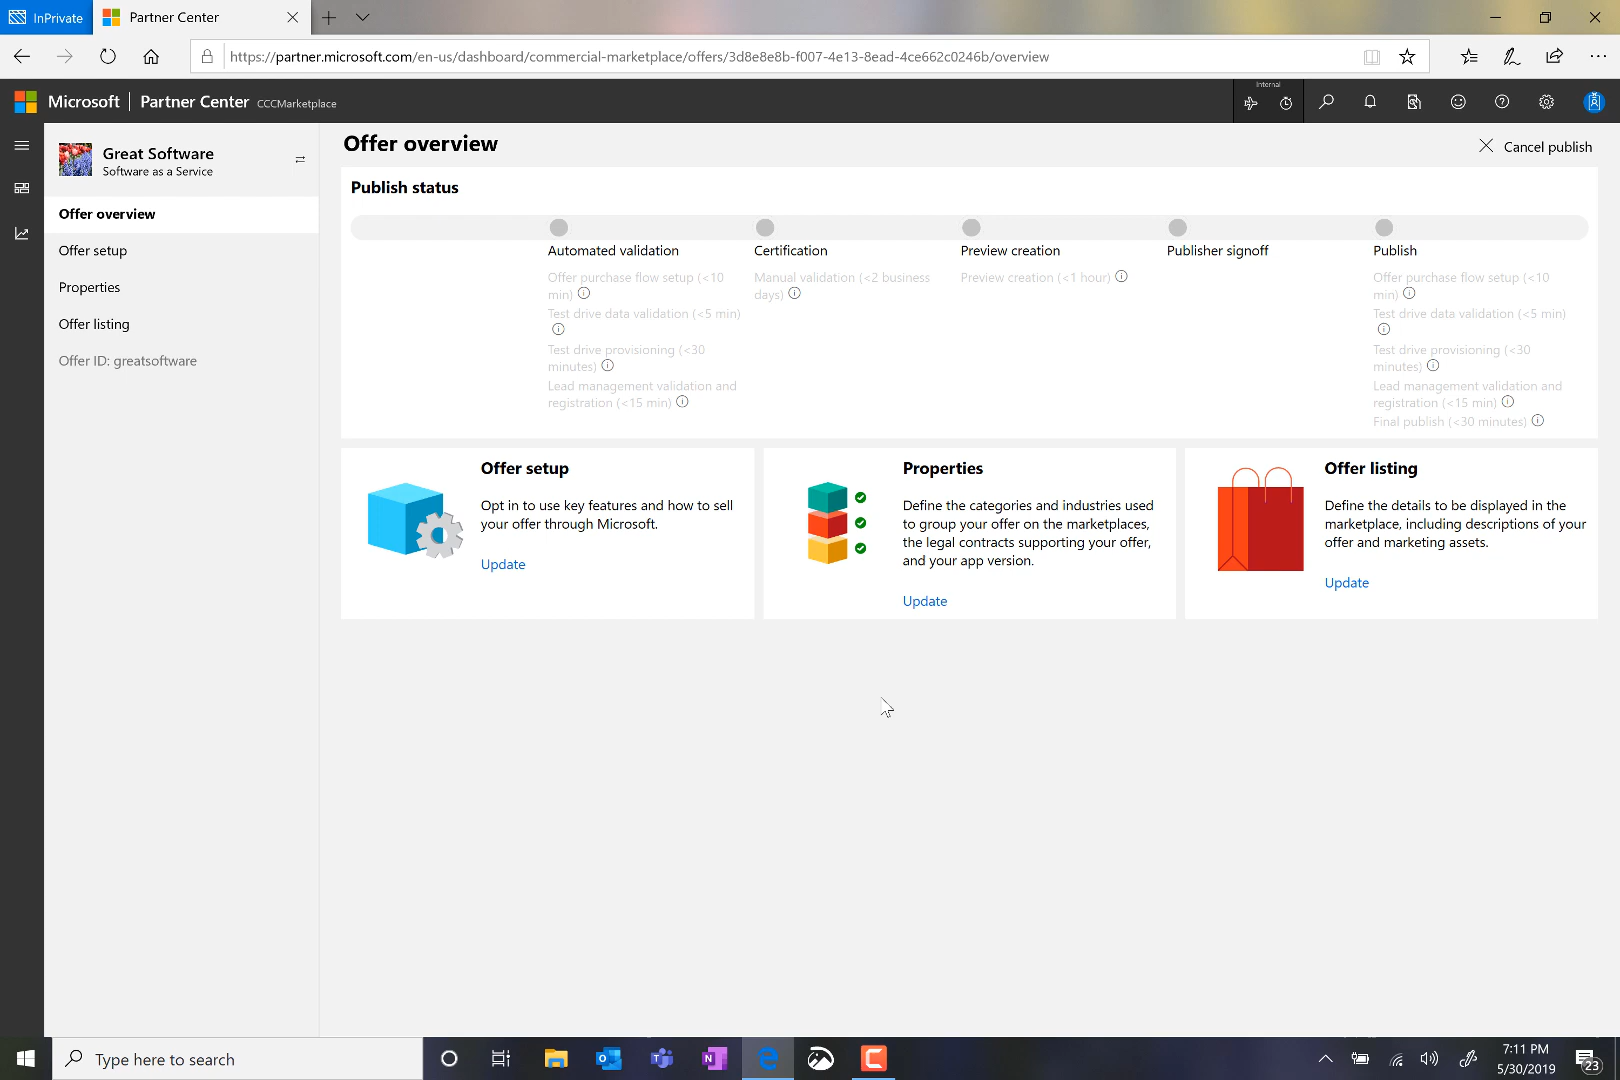 InPrivate
Partner Center
https://partner.microsoft.com/en-us/dashboard/commercial-marketplace/offers/3d8e8e8b-f007-4e13-8ead-4ce662c0246b/overview
Microsoft
Partner Center
CCCMarketplace
Internal
Great Software
Software as a Service
Offer overview
Offer setup
Properties
Offer listing
Offer ID: greatsoftware
Offer overview
Cancel publish
Publish status
Automated validation
Offer purchase flow setup (<10
min)
Test drive data validation (<5 min)
Test drive provisioning (<30
minutes)
Lead management validation and
registration (<15 min)
Certification
Manual validation (<2 business
days)
Preview creation
Preview creation (<1 hour)
Publisher signoff
Publish
Offer purchase flow setup (<10
min)
Test drive data validation (<5 min)
Test drive provisioning (<30
minutes)
Lead management validation and
registration (<15 min)
Final publish (<30 minutes)
Offer setup
Opt in to use key features and how to sell
your offer through Microsoft.
Update
Properties
Define the categories and industries used
to group your offer on the marketplaces,
the legal contracts supporting your offer,
and your app version.
Update
Offer listing
Define the details to be displayed in the
marketplace, including descriptions of your
offer and marketing assets.
Update
Type here to search
7:11 PM
5/30/2019
23